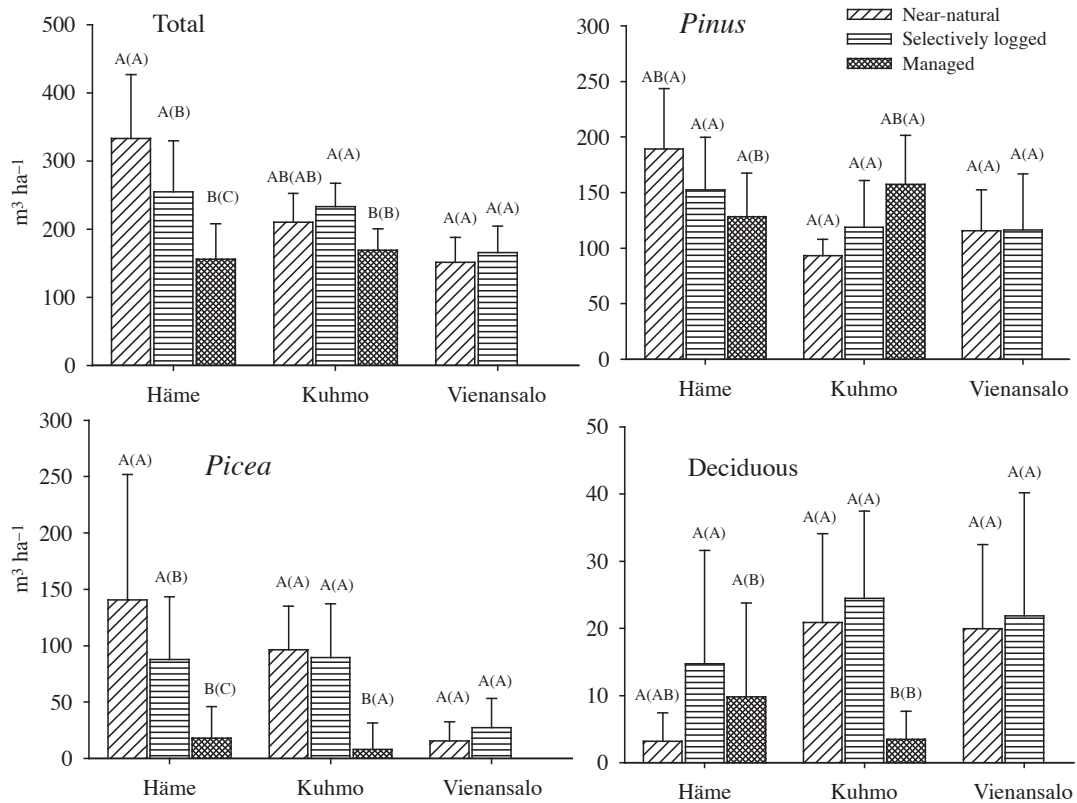 500
400
300
200
100
0
m³ ha⁻¹
Total
A(A)
A(B)
B(C)
AB(AB)
A(A)
B(B)
A(A)
A(A)
Häme
Kuhmo
Vienansalo
300
250
200
150
100
50
0
Pinus
Near-natural
Selectively logged
Managed
AB(A)
A(A)
A(B)
A(A)
A(A)
AB(A)
A(A)
A(A)
Häme
Kuhmo
Vienansalo
300
250
200
150
100
50
0
m³ ha⁻¹
Picea
A(A)
A(B)
B(C)
A(A)
A(A)
B(A)
A(A)
A(A)
Häme
Kuhmo
Vienansalo
50
40
30
20
10
0
Deciduous
A(AB)
A(A)
A(B)
A(A)
A(A)
B(B)
A(A)
A(A)
Häme
Kuhmo
Vienansalo